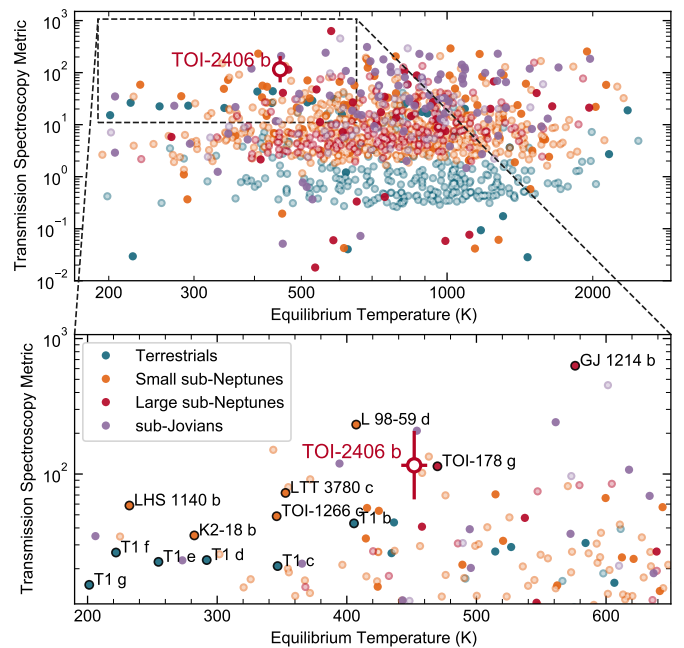 10³
10²
10¹
10⁰
10⁻¹
10⁻²
Transmission Spectroscopy Metric
TOI-2406 b
200 300 500 1000 2000
Equilibrium Temperature (K)
10³
10²
Transmission Spectroscopy Metric
Terrestrials
Small sub-Neptunes
Large sub-Neptunes
sub-Jovians
GJ 1214 b
L 98-59 d
TOI-2406 b
TOI-178 g
LTT 3780 c
LHS 1140 b
TOI-1266 c
T1 b
K2-18 b
T1 f
T1 e
T1 d
T1 c
T1 g
200 300 400 500 600
Equilibrium Temperature (K)